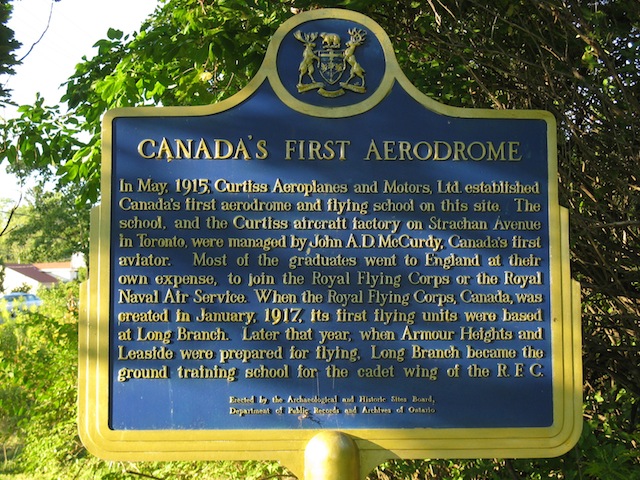 CANADA'S FIRST AERODROME
In May, 1915, Curtiss Aeroplanes and Motors, Ltd. established
Canada's first aerodrome and flying school on this site. The
school, and the Curtiss aircraft factory on Strachan Avenue
in Toronto, were managed by John A.D. McCurdy, Canada's first
aviator. Most of the graduates went to England at their
own expense, to join the Royal Flying Corps or the Royal
Naval Air Service. When the Royal Flying Corps, Canada, was
created in January, 1917, its first flying units were based
at Long Branch. Later that year, when Armour Heights and
Leaside were prepared for flying, Long Branch became the
ground training school for the cadet wing of the R.F.C.
Erected by the Archaeological and Historic Sites Board,
Department of Public Records and Archives of Ontario